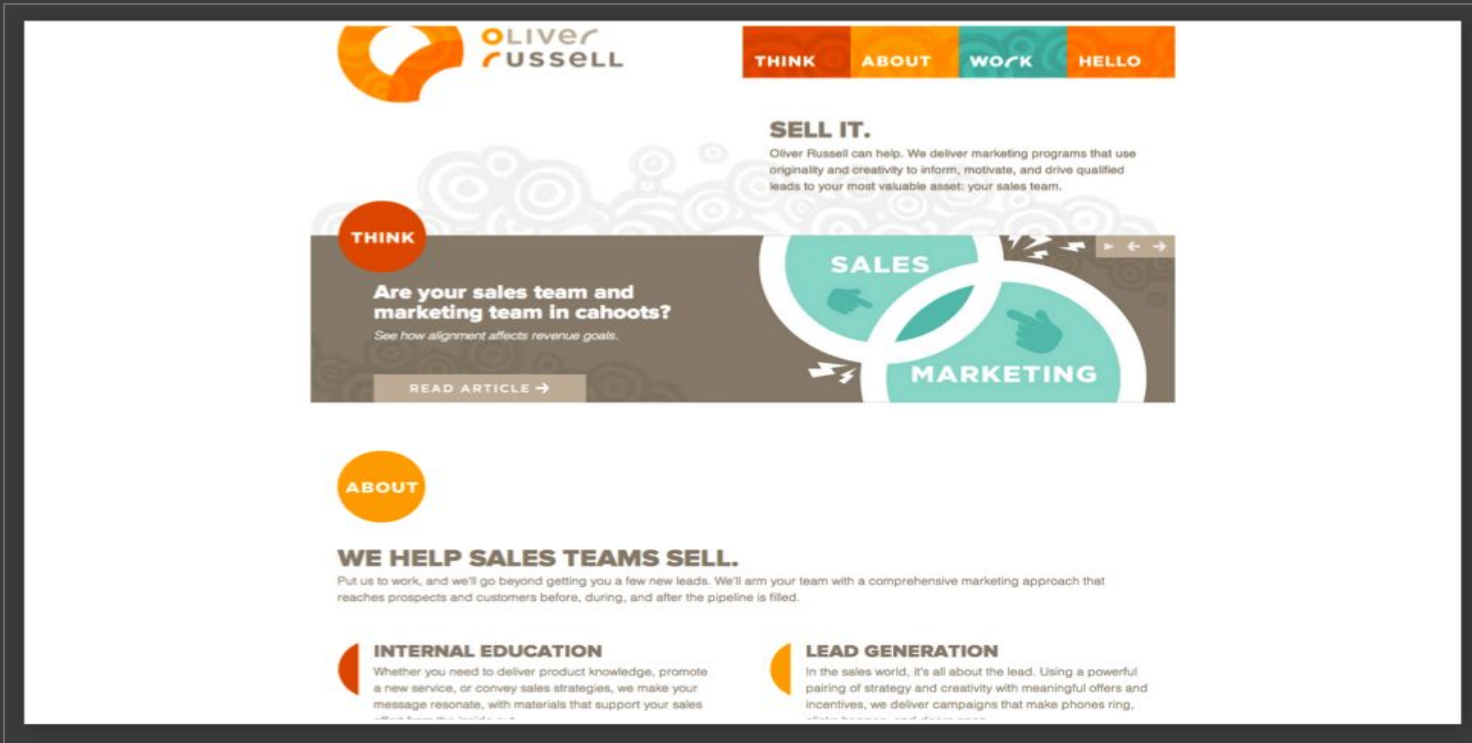 OLIVer
russeLL
THINK ABOUT WOrK HELLO
SELL IT.
Oliver Russell can help. We deliver marketing programs that use
originality and creativity to inform, motivate, and drive qualified
leads to your most valuable asset: your sales team.
THINK
Are your sales team and
marketing team in cahoots?
See how alignment affects revenue goals.
READ ARTICLE →
SALES
MARKETING
ABOUT
WE HELP SALES TEAMS SELL.
Put us to work, and we'll go beyond getting you a few new leads. We'll arm your team with a comprehensive marketing approach that
reaches prospects and customers before, during, and after the pipeline is filled.
INTERNAL EDUCATION
Whether you need to deliver product knowledge, promote
a new service, or convey sales strategies, we make your
message resonate, with materials that support your sales
LEAD GENERATION
In the sales world, it's all about the lead. Using a powerful
pairing of strategy and creativity with meaningful offers and
incentives, we deliver campaigns that make phones ring,